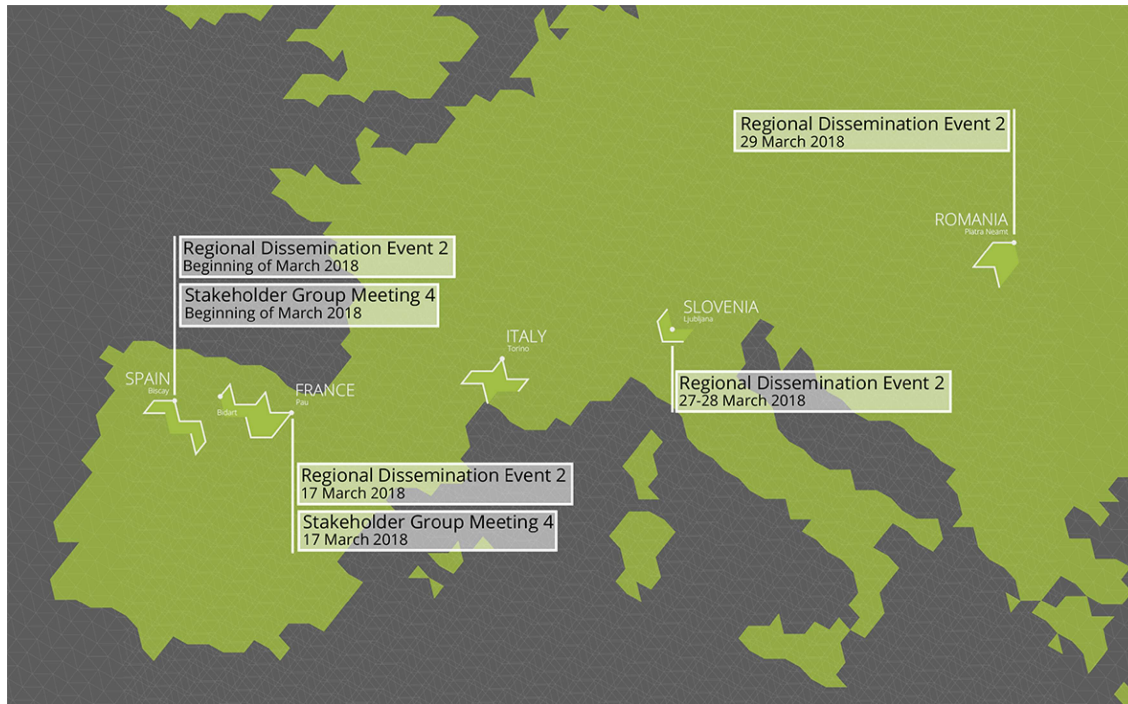 Regional Dissemination Event 2
29 March 2018
ROMANIA
Piatra Neamt
Regional Dissemination Event 2
Beginning of March 2018
Stakeholder Group Meeting 4
Beginning of March 2018
SLOVENIA
Ljubljana
ITALY
Torino
SPAIN
Biscay
FRANCE
Pau
Bidart
Regional Dissemination Event 2
27-28 March 2018
Regional Dissemination Event 2
17 March 2018
Stakeholder Group Meeting 4
17 March 2018